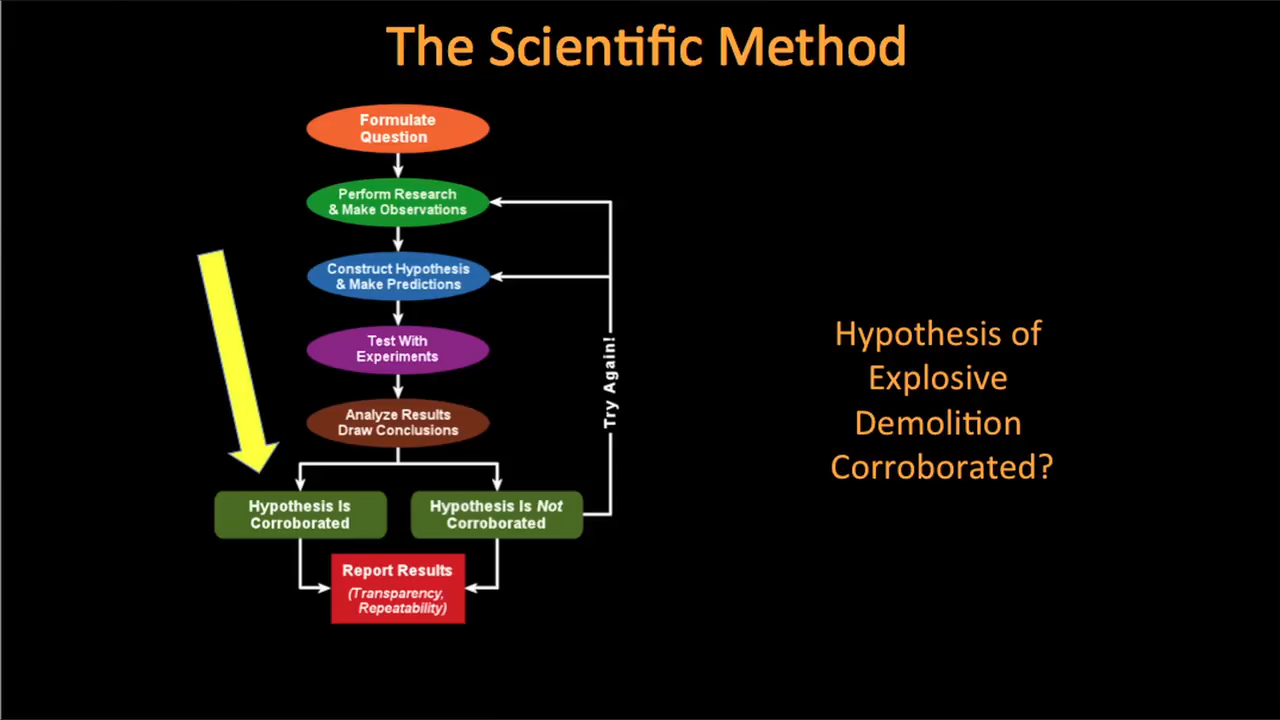 The Scientific Method
Formulate
Question
Perform Research
& Make Observations
Construct Hypothesis
& Make Predictions
Test With
Experiments
Analyze Results
Draw Conclusions
Try Again!
Hypothesis Is
Corroborated
Hypothesis Is Not
Corroborated
Report Results
(Transparency,
Repeatability)
Hypothesis of
Explosive
Demolition
Corroborated?